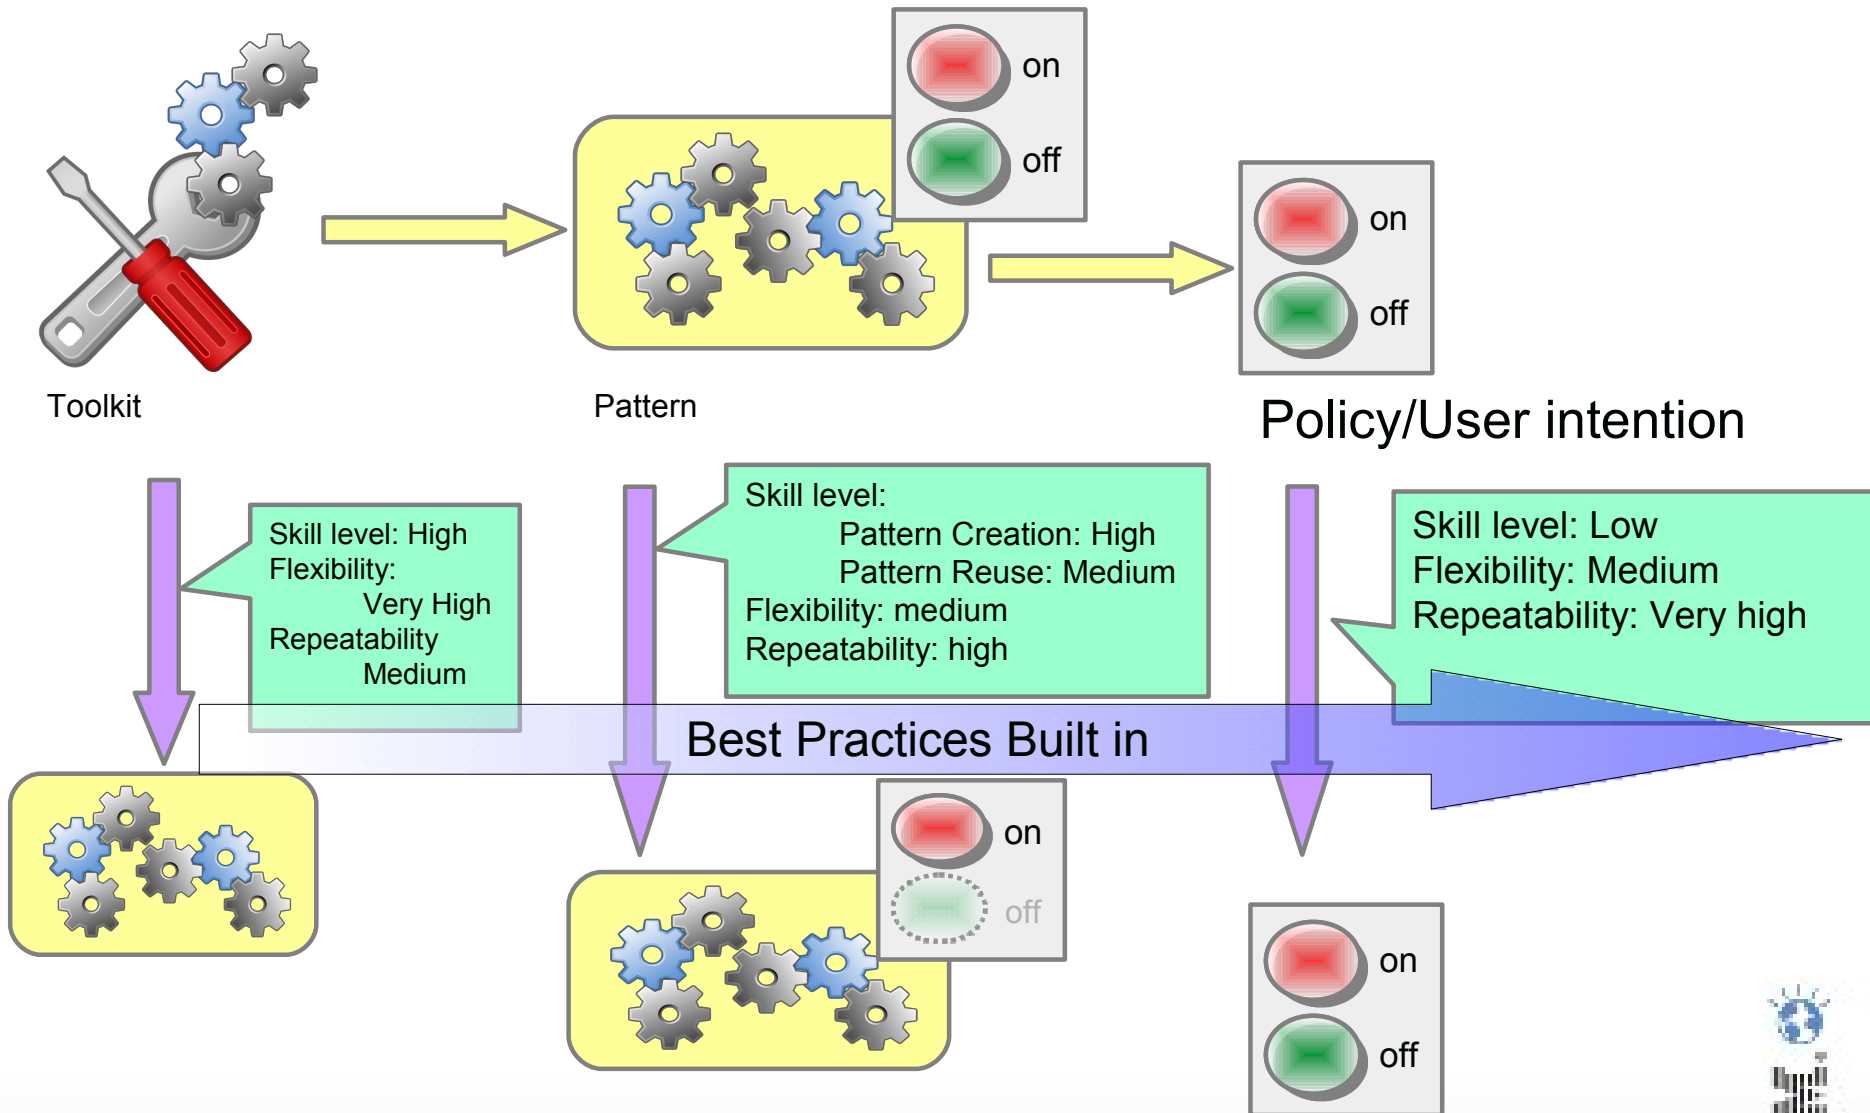 on
off
on
off
Toolkit
Pattern
Policy/User intention
Skill level: High
Flexibility:
Very High
Repeatability
Medium
Skill level:
Pattern Creation: High
Pattern Reuse: Medium
Flexibility: medium
Repeatability: high
Skill level: Low
Flexibility: Medium
Repeatability: Very high
Best Practices Built in
on
off
on
off